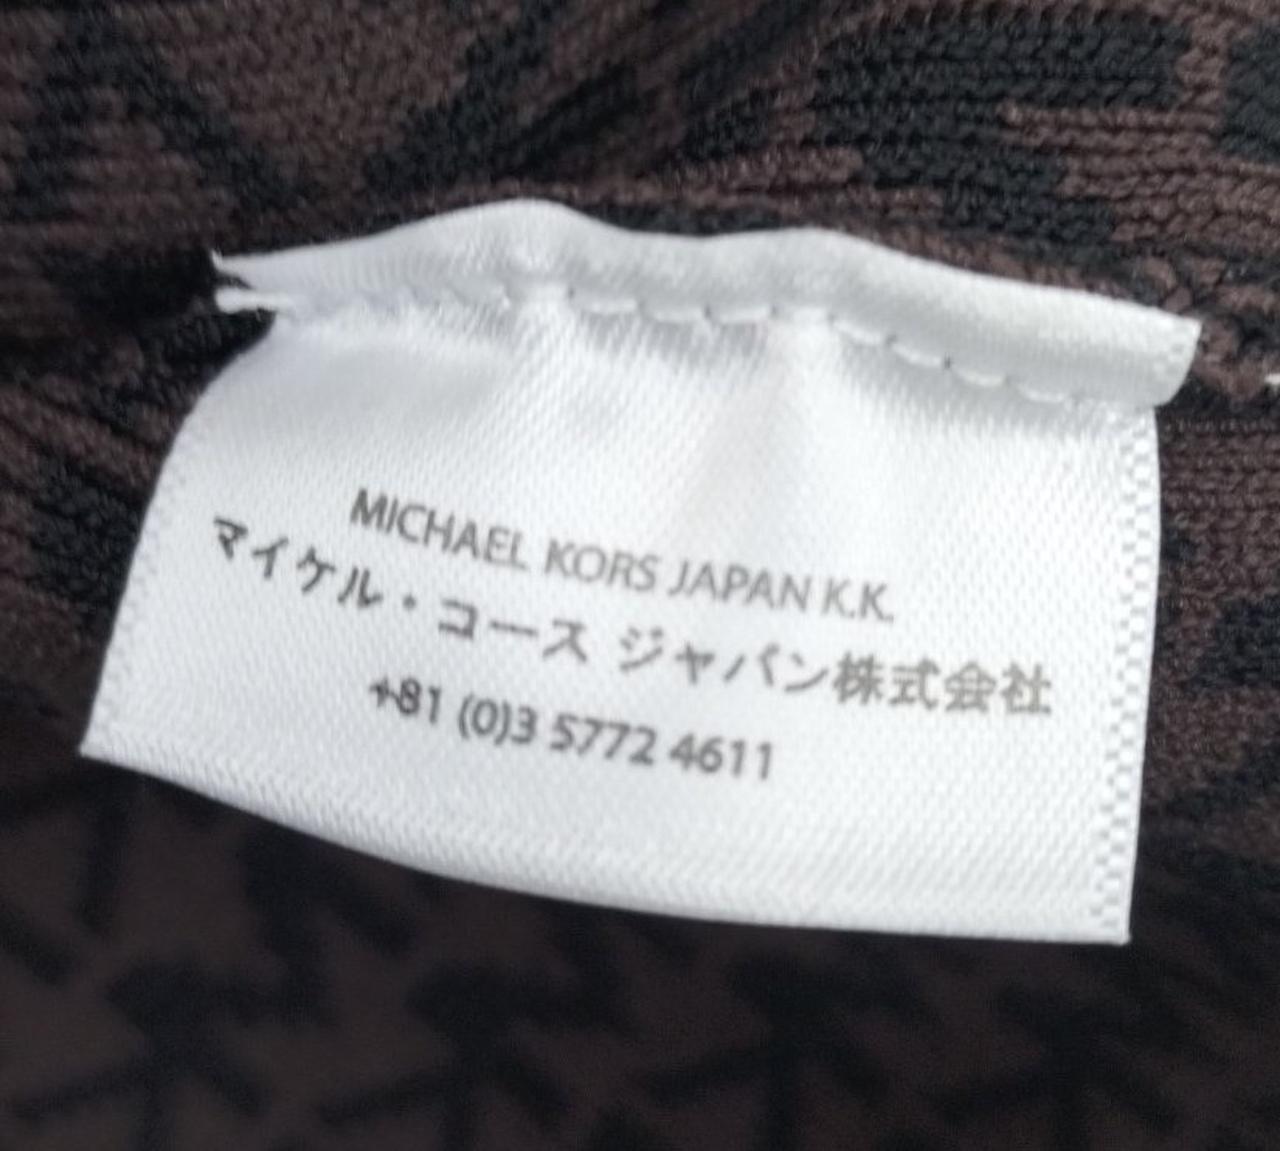 MICHAEL KORS JAPAN K.K.
マイケル・コース ジャパン株式会社
+81 (0)3 5772 4611